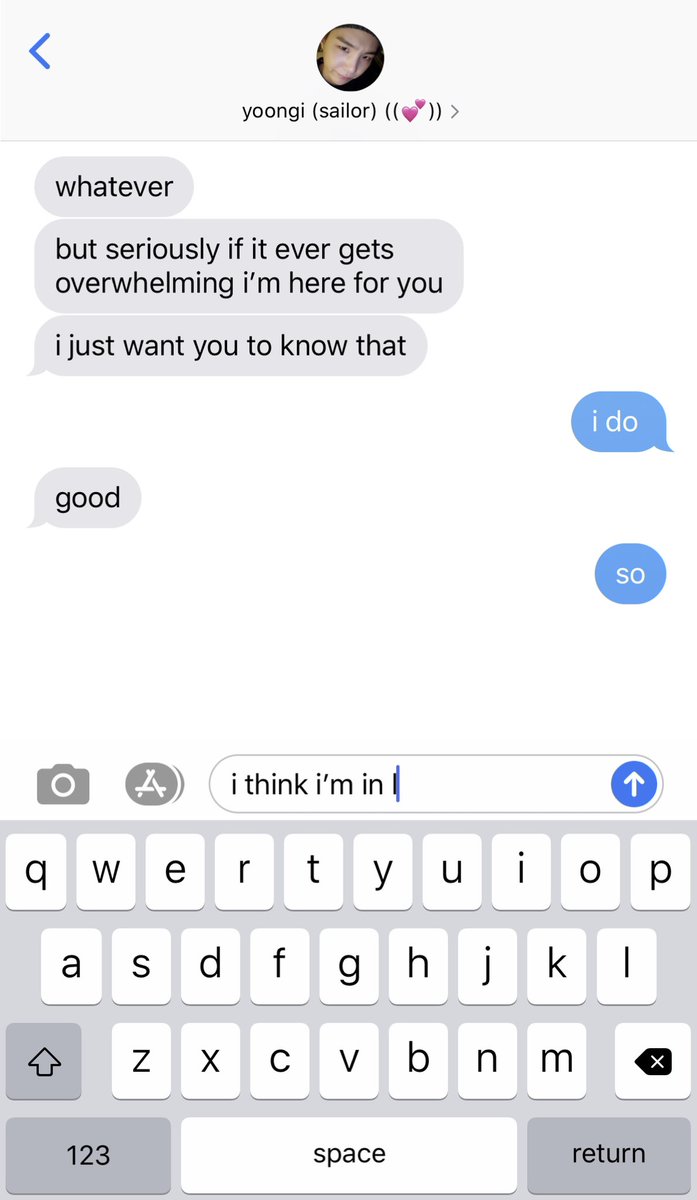 yoongi (sailor) ((💕)) >
whatever
but seriously if it ever gets
overwhelming i’m here for you
i just want you to know that
i do
good
so
i think i’m in l
q w e r t y u i o p
a s d f g h j k l
z x c v b n m
123 space return